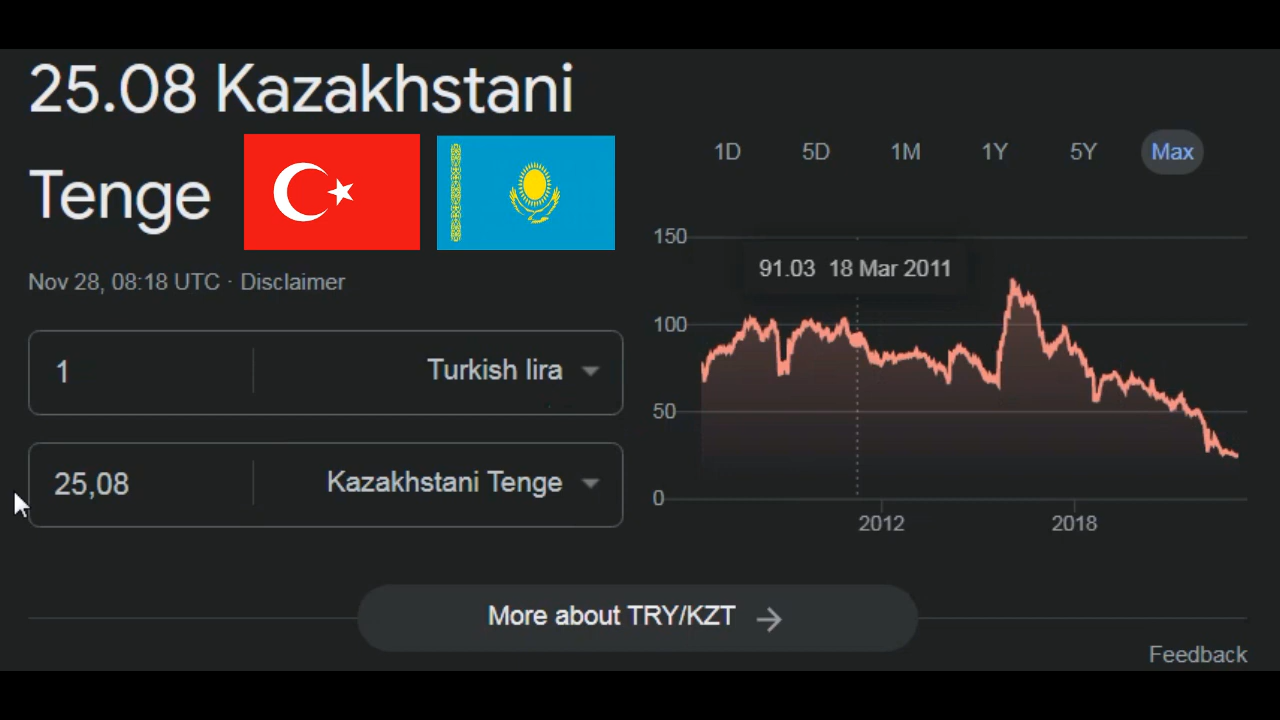 25.08 Kazakhstani
Tenge
Nov 28, 08:18 UTC · Disclaimer
1 Turkish lira
25,08 Kazakhstani Tenge
1D 5D 1M 1Y 5Y Max
150
91.03 18 Mar 2011
100
50
0
2012 2018
More about TRY/KZT →
Feedback